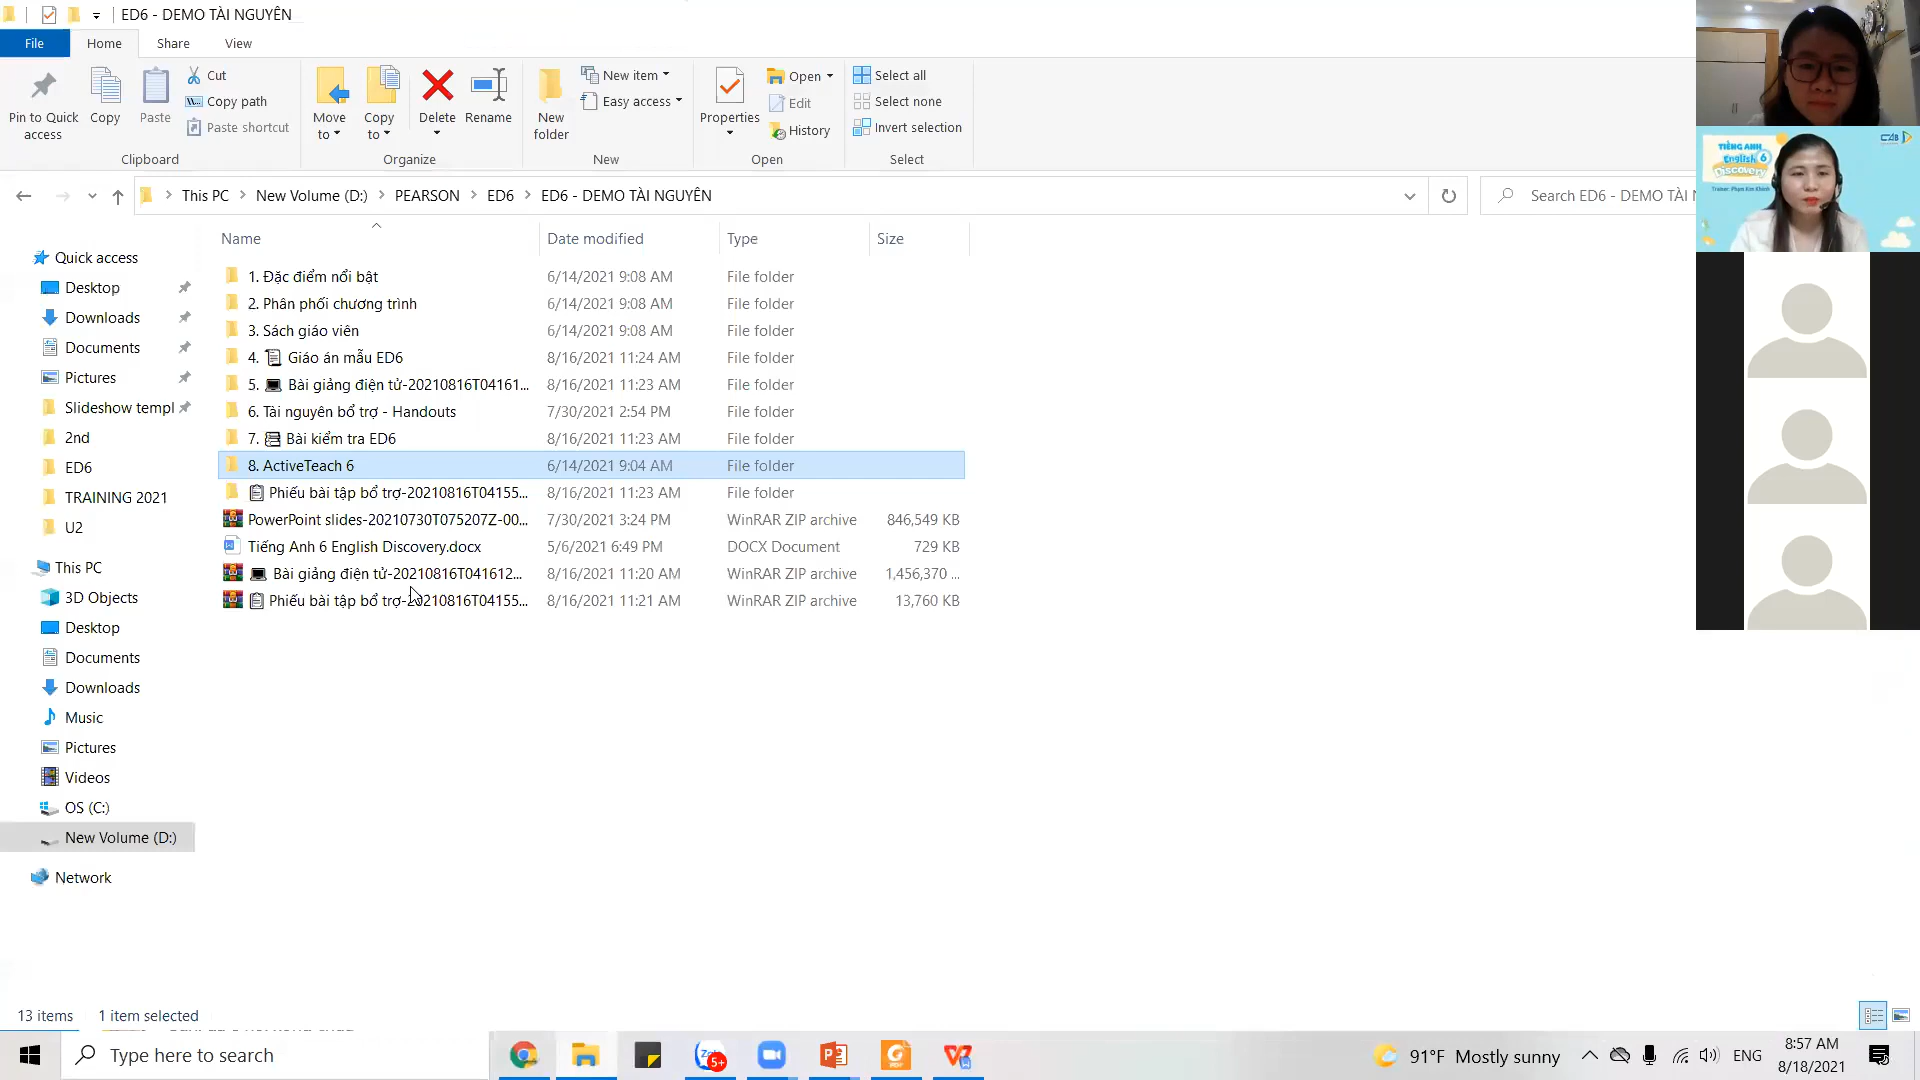 ED6 - DEMO TÀI NGUYÊN
File Home Share View
Pin to Quick access
Copy
Paste
Cut
Copy path
Paste shortcut
Clipboard
Move to
Copy to
Delete
Rename
Organize
New folder
New item
Easy access
New
Properties
Open
Edit
History
Open
Select all
Select none
Invert selection
Select
This PC > New Volume (D:) > PEARSON > ED6 > ED6 - DEMO TÀI NGUYÊN
Search ED6 - DEMO TÀI N
Name Date modified Type Size
1. Đặc điểm nổi bật 6/14/2021 9:08 AM File folder
2. Phân phối chương trình 6/14/2021 9:08 AM File folder
3. Sách giáo viên 6/14/2021 9:08 AM File folder
4. Giáo án mẫu ED6 8/16/2021 11:24 AM File folder
5. Bài giảng điện tử-20210816T04161... 8/16/2021 11:23 AM File folder
6. Tài nguyên bổ trợ - Handouts 7/30/2021 2:54 PM File folder
7. Bài kiểm tra ED6 8/16/2021 11:23 AM File folder
8. ActiveTeach 6 6/14/2021 9:04 AM File folder
Phiếu bài tập bổ trợ-20210816T04155... 8/16/2021 11:23 AM File folder
PowerPoint slides-20210730T075207Z-00... 7/30/2021 3:24 PM WinRAR ZIP archive 846,549 KB
Tiếng Anh 6 English Discovery.docx 5/6/2021 6:49 PM DOCX Document 729 KB
Bài giảng điện tử-20210816T041612... 8/16/2021 11:20 AM WinRAR ZIP archive 1,456,370 ...
Phiếu bài tập bổ trợ-20210816T04155... 8/16/2021 11:21 AM WinRAR ZIP archive 13,760 KB
Quick access
Desktop
Downloads
Documents
Pictures
Slideshow templ
2nd
ED6
TRAINING 2021
U2
This PC
3D Objects
Desktop
Documents
Downloads
Music
Pictures
Videos
OS (C:)
New Volume (D:)
Network
TIẾNG ANH
English 6
Discovery
Trainer: Phạm Kim Khánh
13 items 1 item selected
Type here to search
5+
91°F Mostly sunny
ENG
8:57 AM
8/18/2021